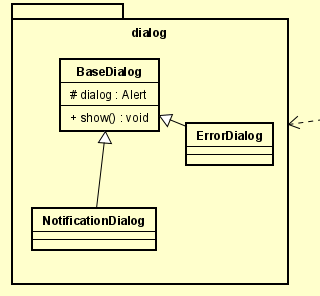 dialog
BaseDialog
# dialog : Alert
+ show() : void
ErrorDialog
NotificationDialog